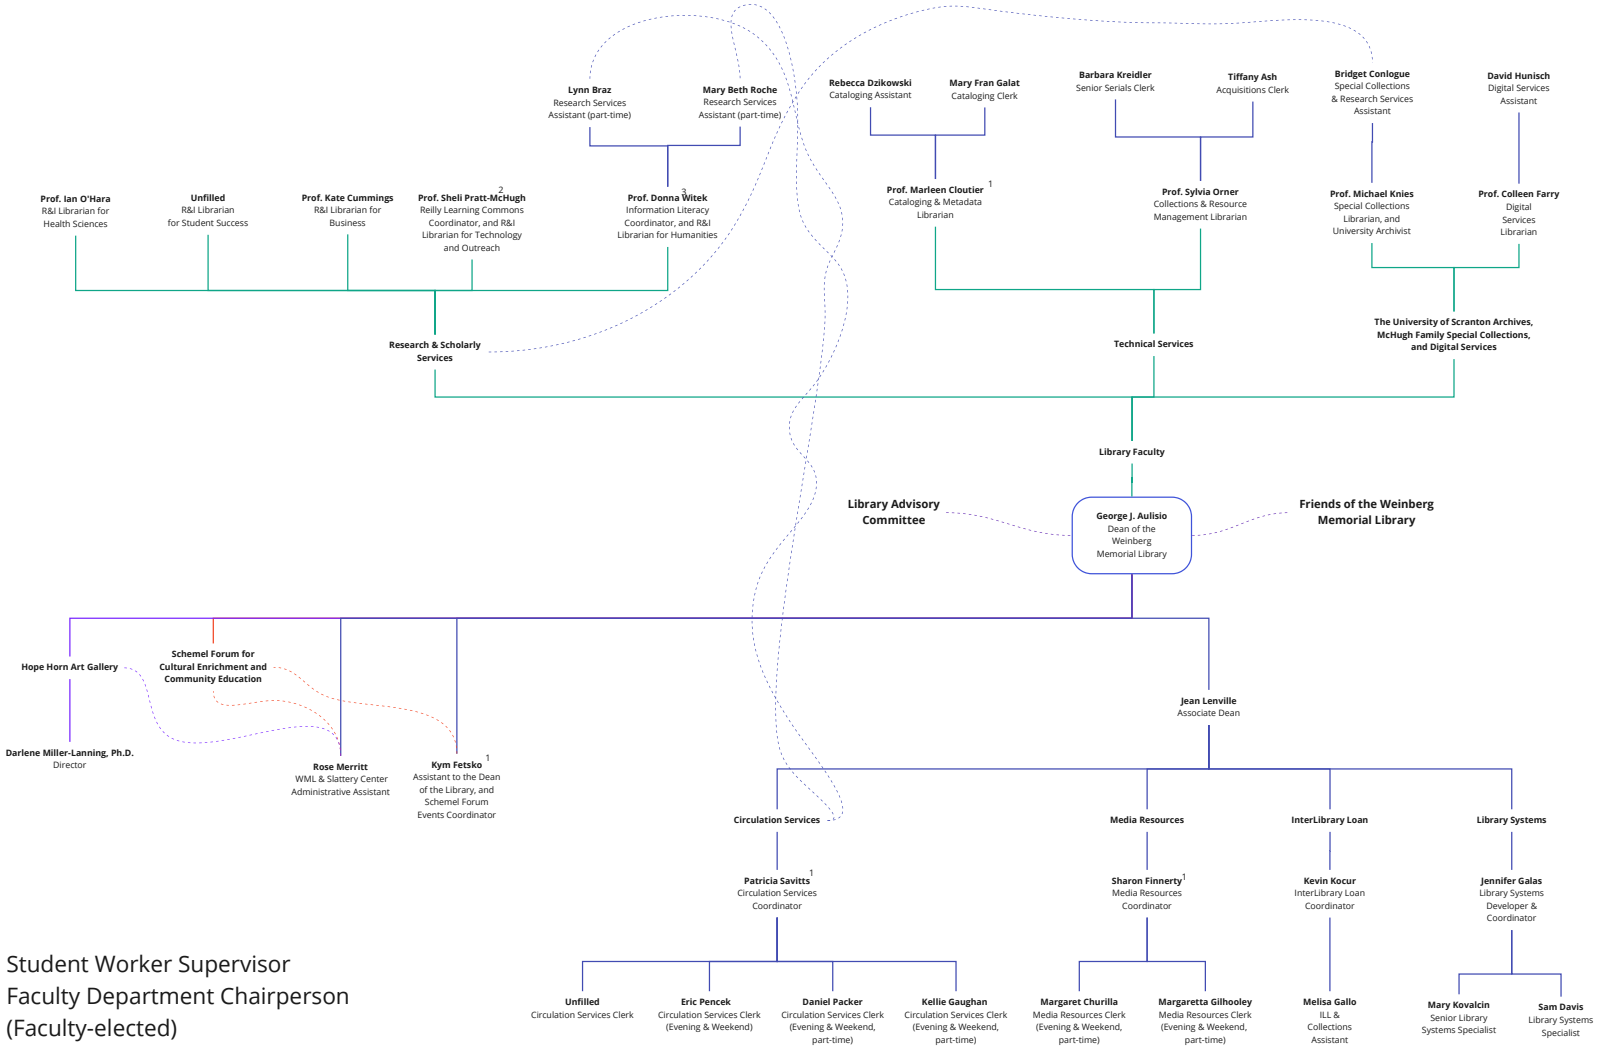 Lynn Braz
Research Services
Assistant (part-time)
Mary Beth Roche
Research Services
Assistant (part-time)
Rebecca Dzikowski
Cataloging Assistant
Mary Fran Galat
Cataloging Clerk
Barbara Kreidler
Senior Serials Clerk
Tiffany Ash
Acquisitions Clerk
Bridget Conlogue
Special Collections
& Research Services
Assistant
David Hunisch
Digital Services
Assistant
Prof. Ian O'Hara
R&I Librarian for
Health Sciences
Unfilled
R&I Librarian
for Student Success
Prof. Kate Cummings
R&I Librarian for
Business
2
Prof. Sheli Pratt-McHugh
Reilly Learning Commons
Coordinator, and R&I
Librarian for Technology
and Outreach
3
Prof. Donna Witek
Information Literacy
Coordinator, and R&I
Librarian for Humanities
Prof. Marleen Cloutier 1
Cataloging & Metadata
Librarian
Prof. Sylvia Orner
Collections & Resource
Management Librarian
Prof. Michael Knies
Special Collections
Librarian, and
University Archivist
Prof. Colleen Farry
Digital
Services
Librarian
Research & Scholarly
Services
Technical Services
The University of Scranton Archives,
McHugh Family Special Collections,
and Digital Services
Library Faculty
Library Advisory
Committee
George J. Aulisio
Dean of the
Weinberg
Memorial Library
Friends of the Weinberg
Memorial Library
Hope Horn Art Gallery
Schemel Forum for
Cultural Enrichment and
Community Education
Jean Lenville
Associate Dean
Darlene Miller-Lanning, Ph.D.
Director
Rose Merritt
WML & Slattery Center
Administrative Assistant
Kym Fetsko 1
Assistant to the Dean
of the Library, and
Schemel Forum
Events Coordinator
Circulation Services
Media Resources
InterLibrary Loan
Library Systems
Patricia Savitts 1
Circulation Services
Coordinator
Sharon Finnerty 1
Media Resources
Coordinator
Kevin Kocur
InterLibrary Loan
Coordinator
Jennifer Galas
Library Systems
Developer &
Coordinator
Unfilled
Circulation Services Clerk
Eric Pencek
Circulation Services Clerk
(Evening & Weekend)
Daniel Packer
Circulation Services Clerk
(Evening & Weekend,
part-time)
Kellie Gaughan
Circulation Services Clerk
(Evening & Weekend,
part-time)
Margaret Churilla
Media Resources Clerk
(Evening & Weekend,
part-time)
Margaretta Gilhooley
Media Resources Clerk
(Evening & Weekend,
part-time)
Melisa Gallo
ILL &
Collections
Assistant
Mary Kovalcin
Senior Library
Systems Specialist
Sam Davis
Library Systems
Specialist
Student Worker Supervisor
Faculty Department Chairperson
(Faculty-elected)